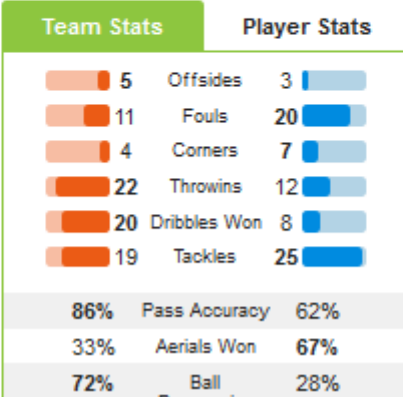 Team Stats Player Stats
5 Offsides 3
11 Fouls 20
4 Corners 7
22 Throwins 12
20 Dribbles Won 8
19 Tackles 25
86% Pass Accuracy 62%
33% Aerials Won 67%
72% Ball 28%